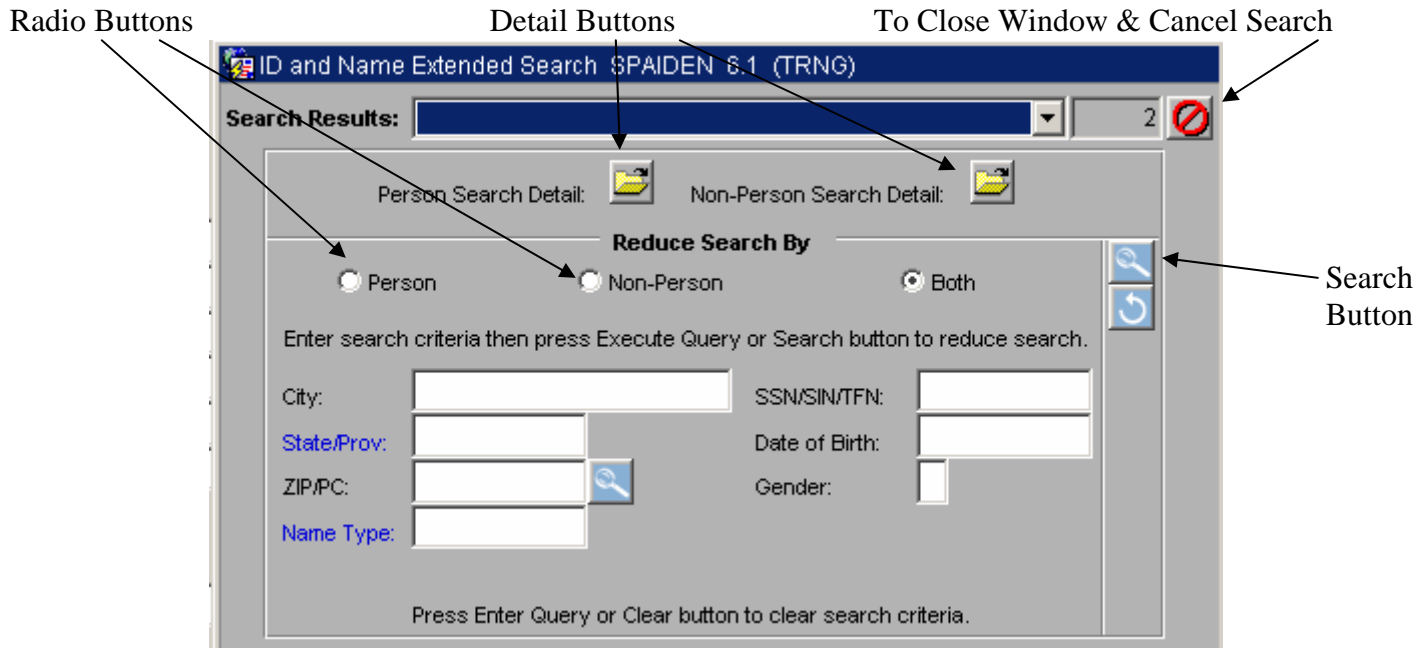 Radio Buttons Detail Buttons To Close Window & Cancel Search
ID and Name Extended Search SPAIDEN 6.1 (TRNG)
Search Results: 2
Person Search Detail: Non-Person Search Detail:
Reduce Search By
Person Non-Person Both
Search
Button
Enter search criteria then press Execute Query or Search button to reduce search.
City: SSN/SIN/TFN:
State/Prov: Date of Birth:
ZIP/PC: Gender:
Name Type:
Press Enter Query or Clear button to clear search criteria.